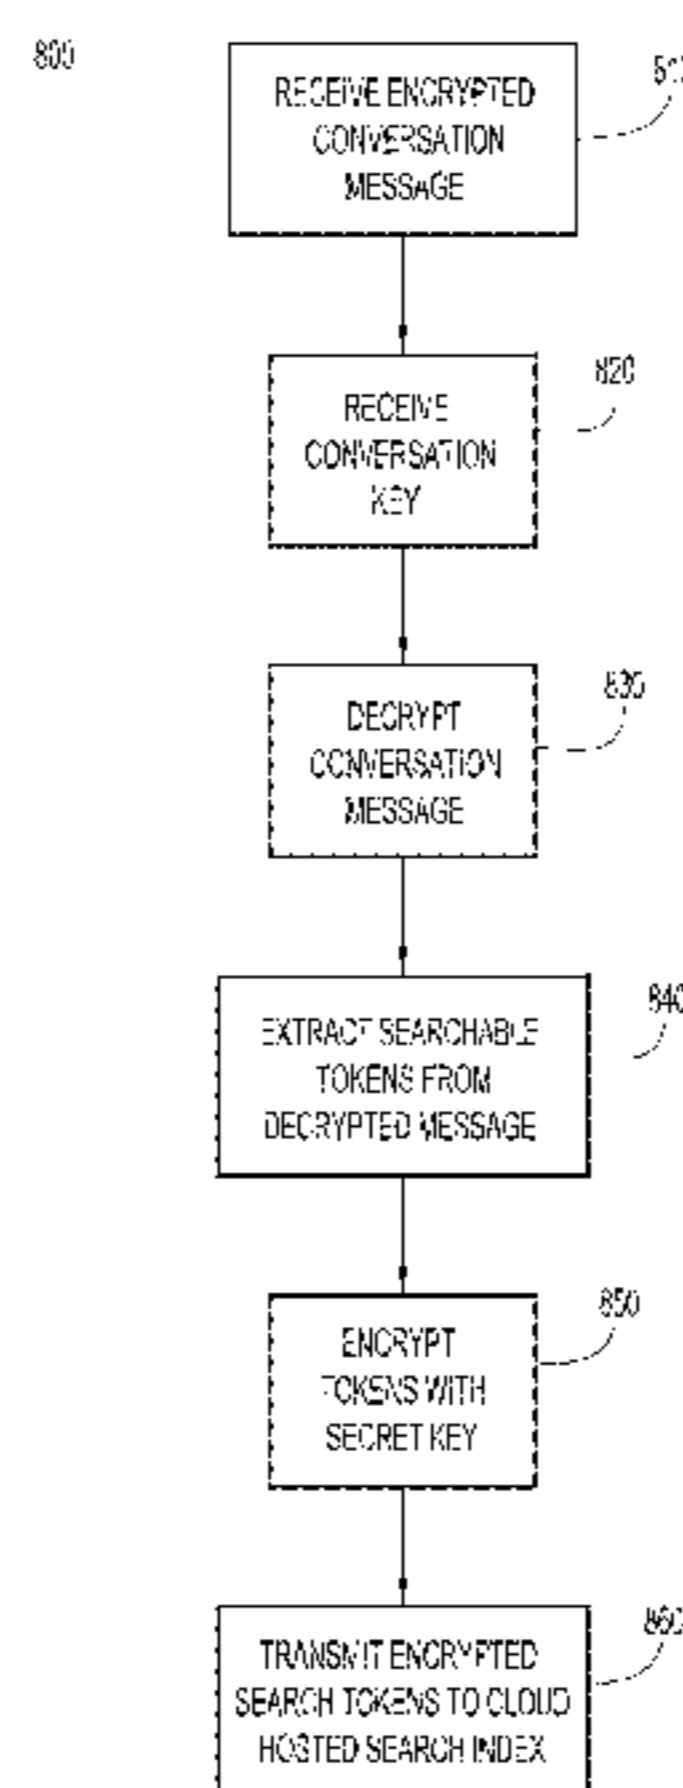 800
RECEIVE ENCRYPTED
CONVERSATION
MESSAGE
820
RECEIVE
CONVERSATION
KEY
830
DECRYPT
CONVERSATION
MESSAGE
840
EXTRACT SEARCHABLE
TOKENS FROM
DECRYPTED MESSAGE
850
ENCRYPT
TOKENS WITH
SECRET KEY
860
TRANSMIT ENCRYPTED
SEARCH TOKENS TO CLOUD
HOSTED SEARCH INDEX